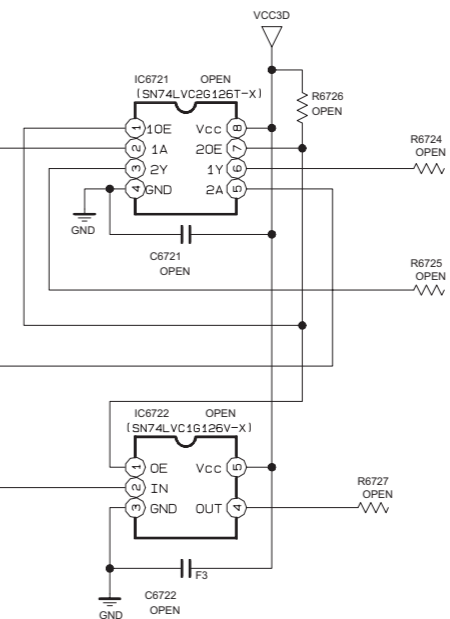 VCC3D
IC6721 OPEN
(SN74LVC2G126T-X)
R6726
OPEN
1 1OE Vcc 8
2 1A 2OE 7
3 2Y 1Y 6
4 GND 2A 5
R6724
OPEN
GND
C6721
OPEN
R6725
OPEN
IC6722 OPEN
(SN74LVC1G126V-X)
1 OE Vcc 5
2 IN
3 GND OUT 4
R6727
OPEN
F3
C6722
OPEN
GND